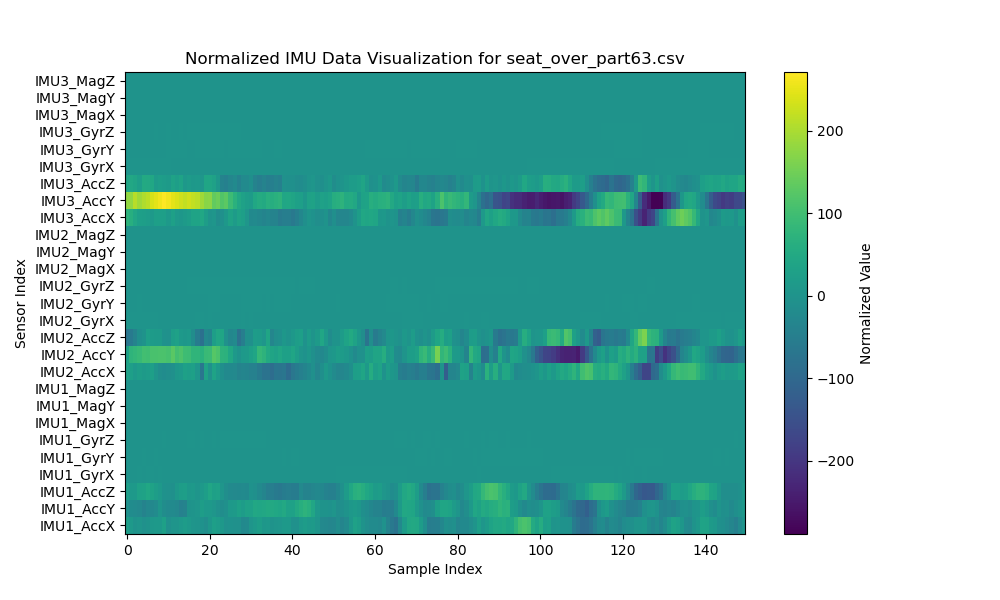 Normalized IMU Data Visualization for seat_over_part63.csv
IMU3_MagZ
IMU3_MagY
IMU3_MagX
IMU3_GyrZ
IMU3_GyrY
IMU3_GyrX
IMU3_AccZ
IMU3_AccY
IMU3_AccX
IMU2_MagZ
IMU2_MagY
IMU2_MagX
IMU2_GyrZ
IMU2_GyrY
IMU2_GyrX
IMU2_AccZ
IMU2_AccY
IMU2_AccX
IMU1_MagZ
IMU1_MagY
IMU1_MagX
IMU1_GyrZ
IMU1_GyrY
IMU1_GyrX
IMU1_AccZ
IMU1_AccY
IMU1_AccX
Sensor Index
0 20 40 60 80 100 120 140
Sample Index
200
100
0
−100
−200
Normalized Value